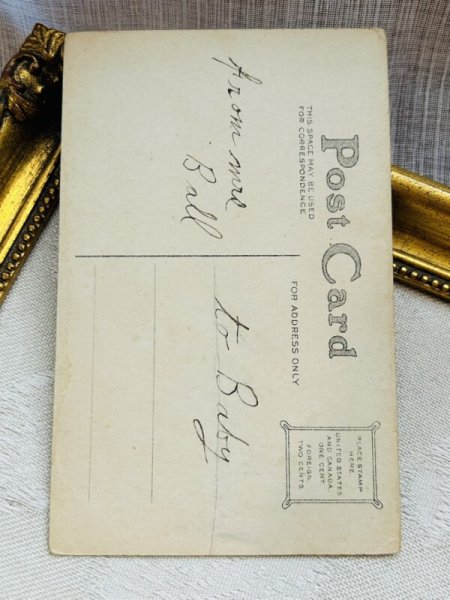 Post Card
THIS SPACE MAY BE USED
FOR CORRESPONDENCE
FOR ADDRESS ONLY
PLACE STAMP
HERE
UNITED STATES
AND CANADA
ONE CENT
FOREIGN
TWO CENTS
from mrs
Ball
to Baby